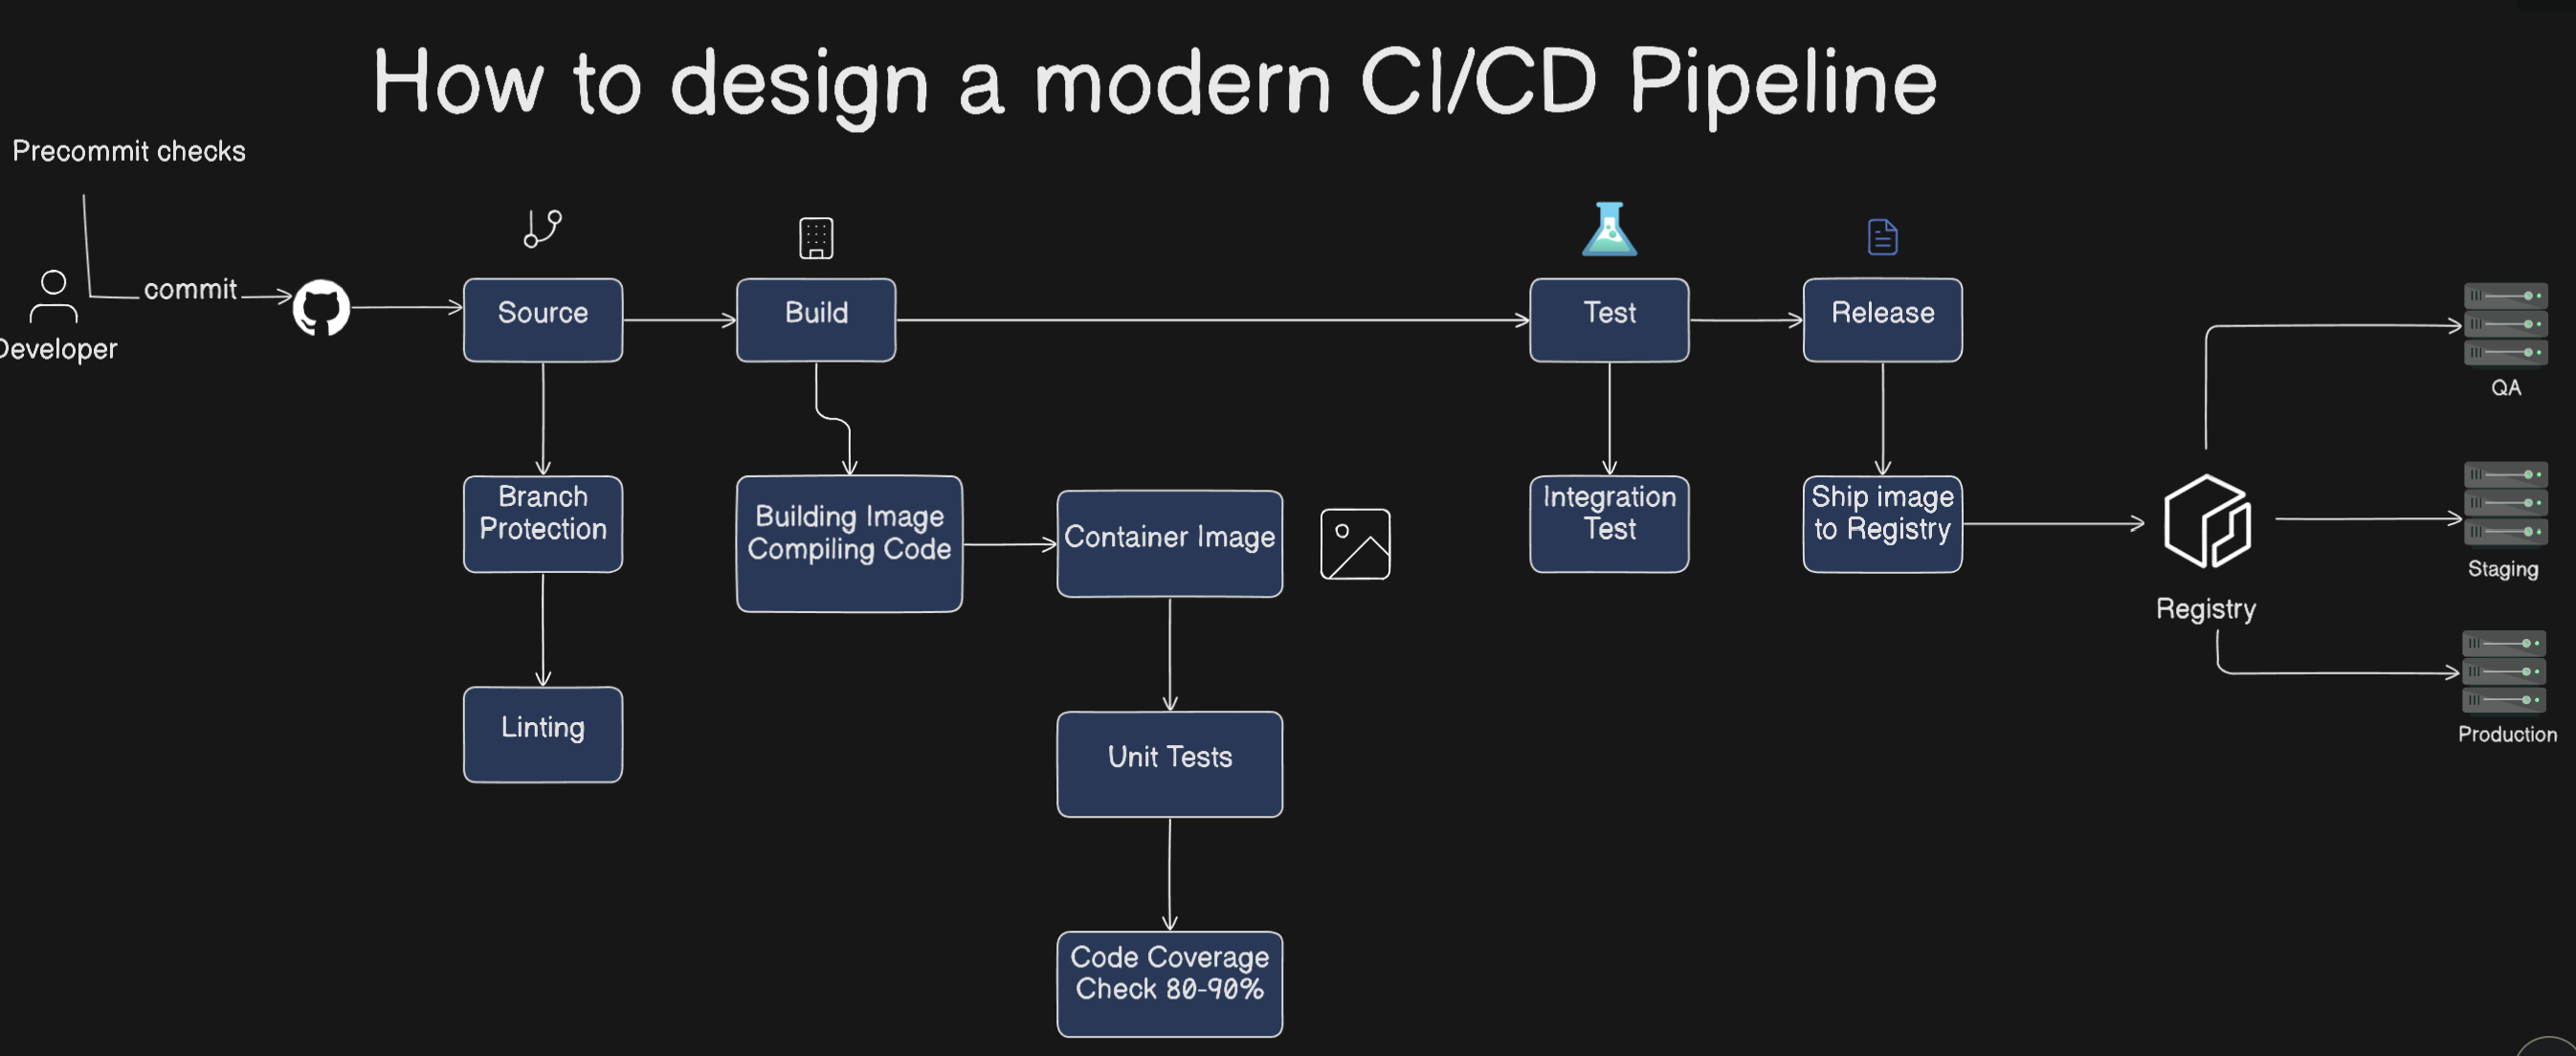 How to design a modern CI/CD Pipeline
Precommit checks
commit
Developer
Source
Build
Test
Release
QA
Branch
Protection
Building Image
Compiling Code
Container Image
Integration
Test
Ship image
to Registry
Registry
Staging
Linting
Unit Tests
Production
Code Coverage
Check 80-90%